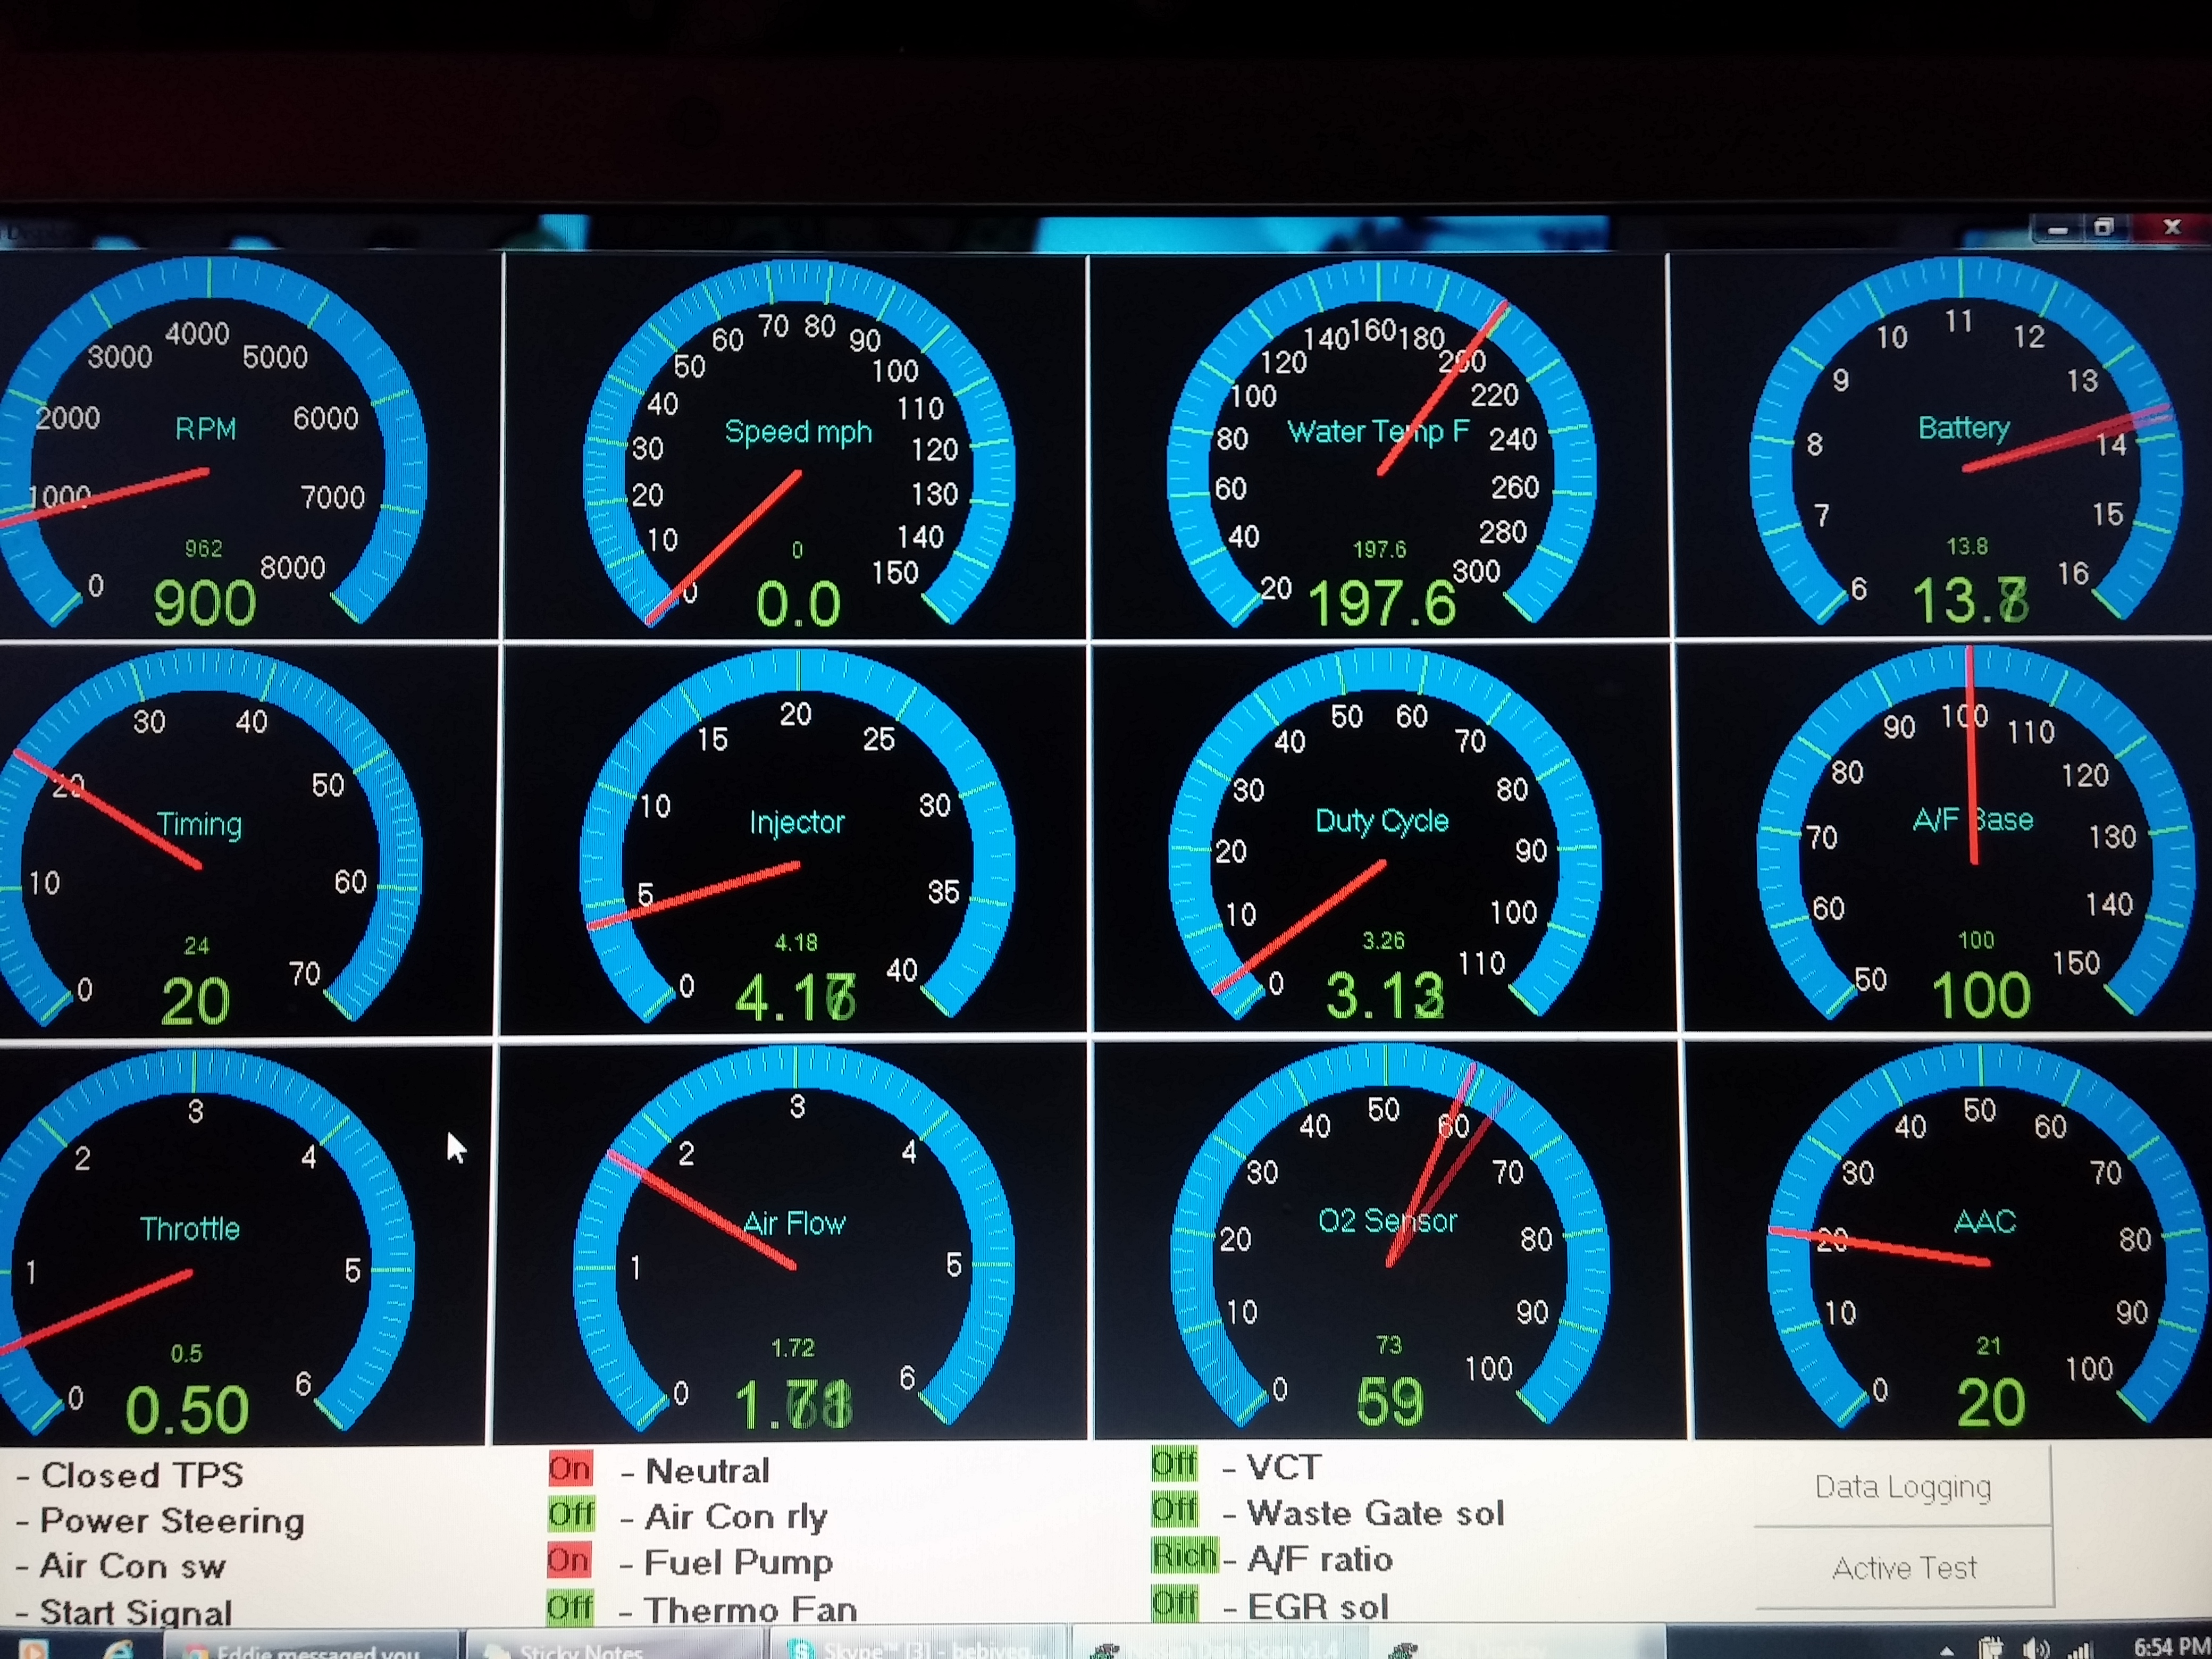 4000
3000 5000
2000 6000
RPM
1000 7000
962
0 900 8000
70 80
60 90
50 100
40 110
Speed mph
30 120
20 130
10 140
0
0 0.0 150
140 160 180
120 200
100 220
Water Temp F
80 240
60 260
40 280
197.6
20 197.6 300
11
10 12
9 13
Battery
8 14
7 15
13.8
6 16
30 40
20 50
Timing
10 60
24
0 20 70
20
15 25
10 30
Injector
5 35
4.18
0 40
50 60
40 70
30 80
Duty Cycle
20 90
10 100
3.26
0 110
100
90 110
80 120
A/F Base
70 130
60 140
100
50 100 150
3
2 4
Throttle
1 5
0.5
0 0.50 6
3
2 4
Air Flow
1 5
1.72
0 6
50
40 60
30 70
O2 Sensor
20 80
10 90
73
0 59 100
50
40 60
30 70
AAC
20 80
10 90
21
0 20 100
- Closed TPS On - Neutral Off - VCT
- Power Steering Off - Air Con rly Off - Waste Gate sol
- Air Con sw On - Fuel Pump Rich - A/F ratio
- Start Signal Off - Thermo Fan Off - EGR sol
Data Logging
Active Test
Eddie messaged you Sticky Notes Skype™ [3] - Data Scan v1.4 6:54 PM